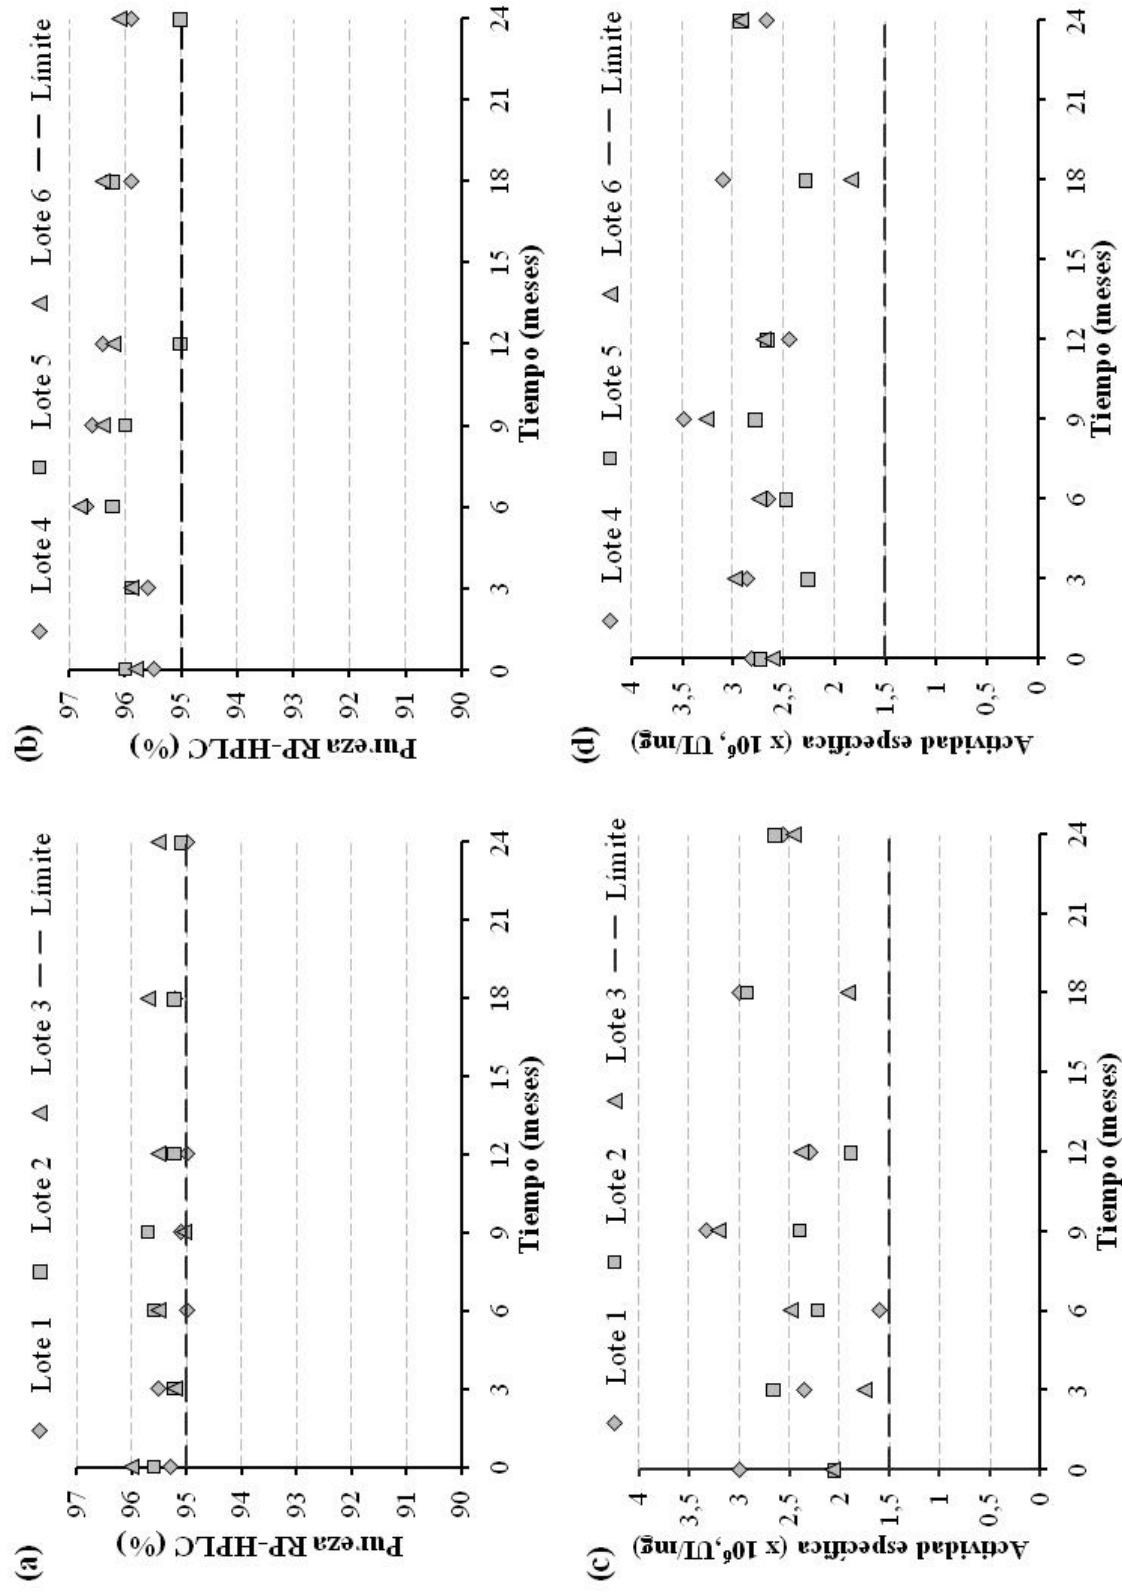 (a)
Lote 1 Lote 2 Lote 3 Límite
97
96
95
94
93
92
91
90
0 3 6 9 12 15 18 21 24
Pureza RP-HPLC (%)
Tiempo (meses)
(b)
Lote 4 Lote 5 Lote 6 Límite
97
96
95
94
93
92
91
90
0 3 6 9 12 15 18 21 24
Pureza RP-HPLC (%)
Tiempo (meses)
(c)
Lote 1 Lote 2 Lote 3 Límite
4
3,5
3
2,5
2
1,5
1
0,5
0
0 3 6 9 12 15 18 21 24
Actividad específica (x 10⁶,UI/mg)
Tiempo (meses)
(d)
Lote 4 Lote 5 Lote 6 Límite
4
3,5
3
2,5
2
1,5
1
0,5
0
0 3 6 9 12 15 18 21 24
Actividad específica (x 10⁶, UI/mg)
Tiempo (meses)